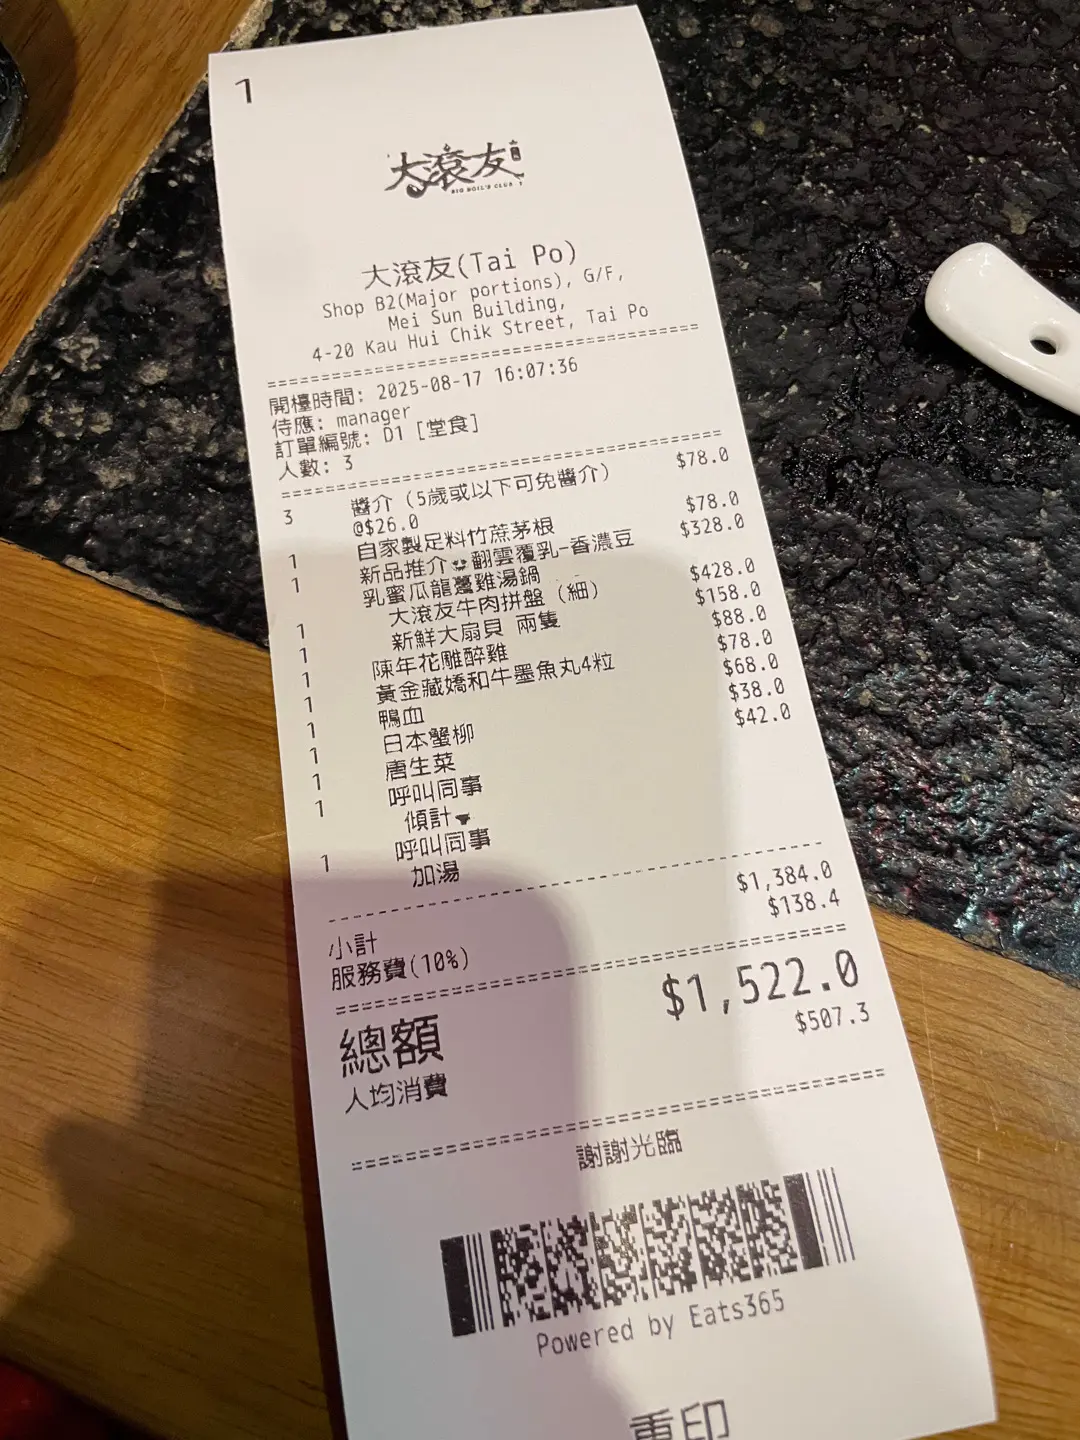 1
大滾友
BIG BOIL'S CLUB
大滾友(Tai Po)
Shop B2(Major portions), G/F,
Mei Sun Building,
4-20 Kau Hui Chik Street, Tai Po
開檯時間: 2025-08-17 16:07:36
侍應: manager
訂單編號: D1 [堂食]
人數: 3
3 醬介 (5歲或以下可免醬介) $78.0
@$26.0
1 自家製足料竹蔗茅根 $78.0
1 新品推介 翻雲覆乳-香濃豆 $328.0
乳蜜瓜龍躉雞湯鍋
1 大滾友牛肉拼盤 (細) $428.0
1 新鮮大扇貝 兩隻 $158.0
1 陳年花雕醉雞 $88.0
1 黃金藏嬌和牛墨魚丸4粒 $78.0
1 鴨血 $68.0
1 日本蟹柳 $38.0
1 唐生菜 $42.0
1 呼叫同事
傾計
1 呼叫同事
加湯
小計 $1,384.0
服務費(10%) $138.4
總額 $1,522.0
人均消費 $507.3
謝謝光臨
Powered by Eats365
重印